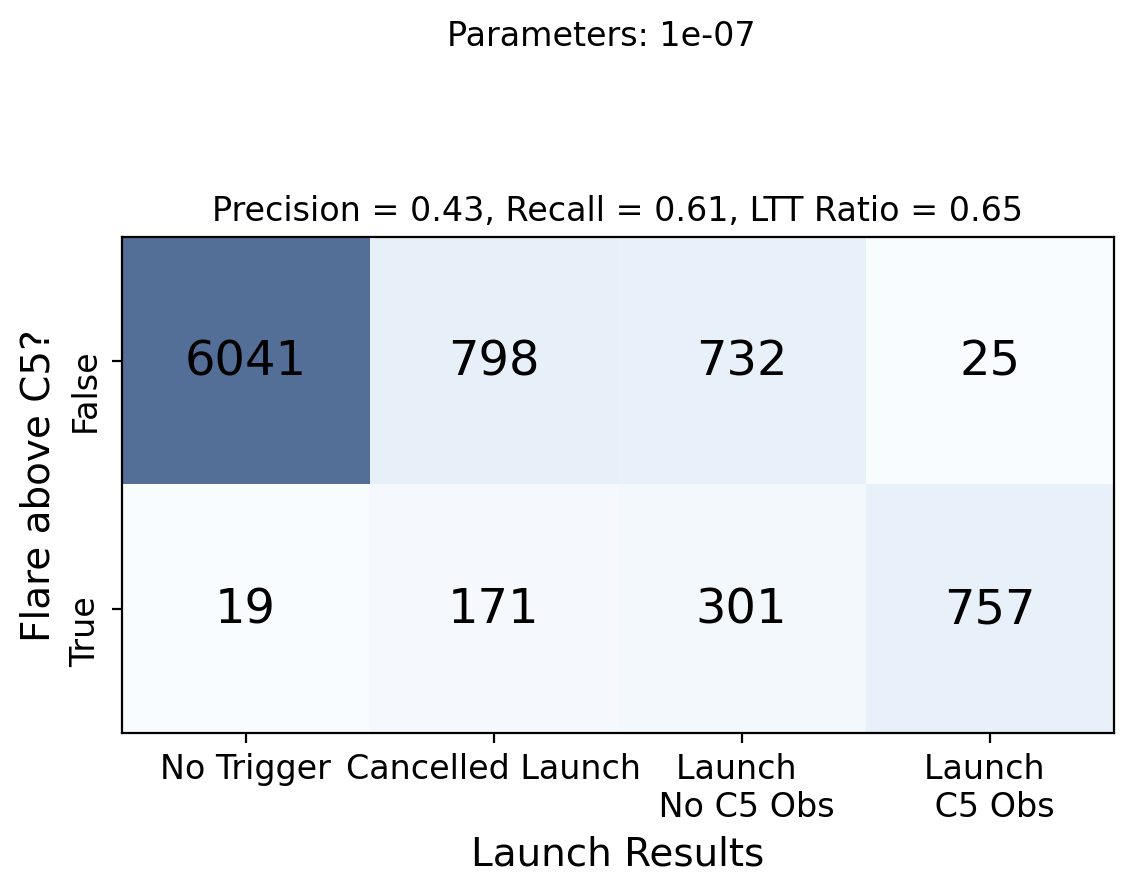 Parameters: 1e-07
Precision = 0.43, Recall = 0.61, LTT Ratio = 0.65
Flare above C5?
False
6041 798 732 25
True
19 171 301 757
No Trigger Cancelled Launch Launch Launch
No C5 Obs C5 Obs
Launch Results